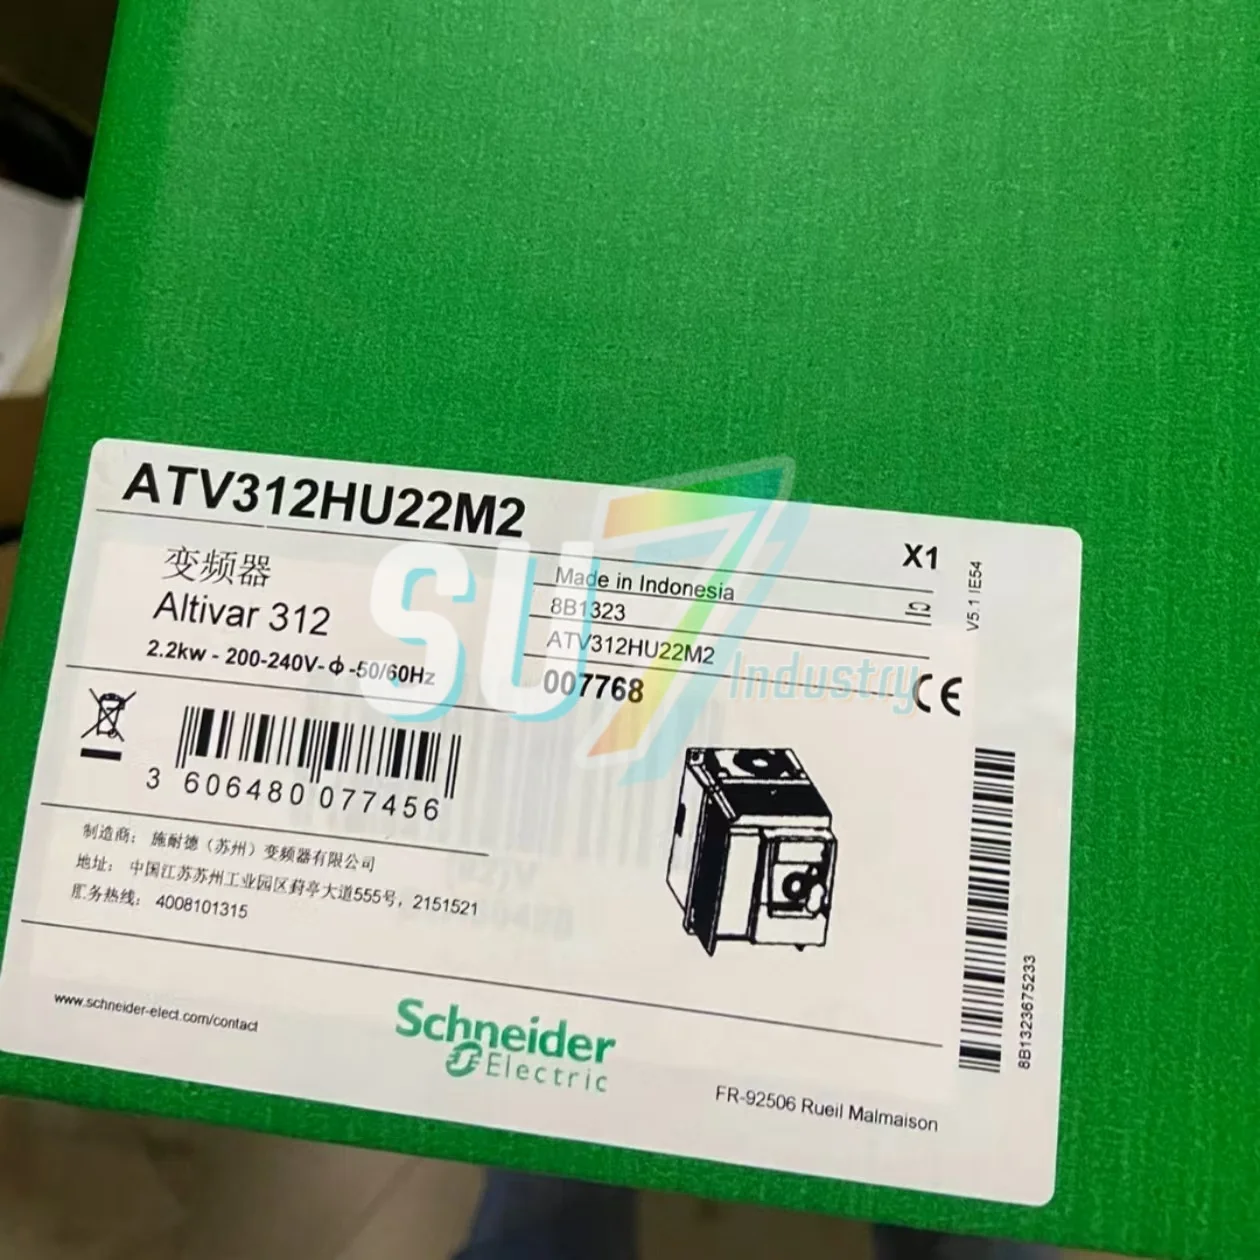 ATV312HU22M2
X1
变频器
Altivar 312
2.2kw - 200-240V- Φ -50/60Hz
Made in Indonesia
8B1323
ATV312HU22M2
007768
V5.1 IE54
CE
SU7
Industry
3 606480 077456
制造商: 施耐德（苏州）变频器有限公司
地址: 中国江苏苏州工业园区葑亭大道555号, 2151521
务热线: 4008101315
8B1323675233
www.schneider-elect.com/contact
Schneider
Electric
FR-92506 Rueil Malmaison